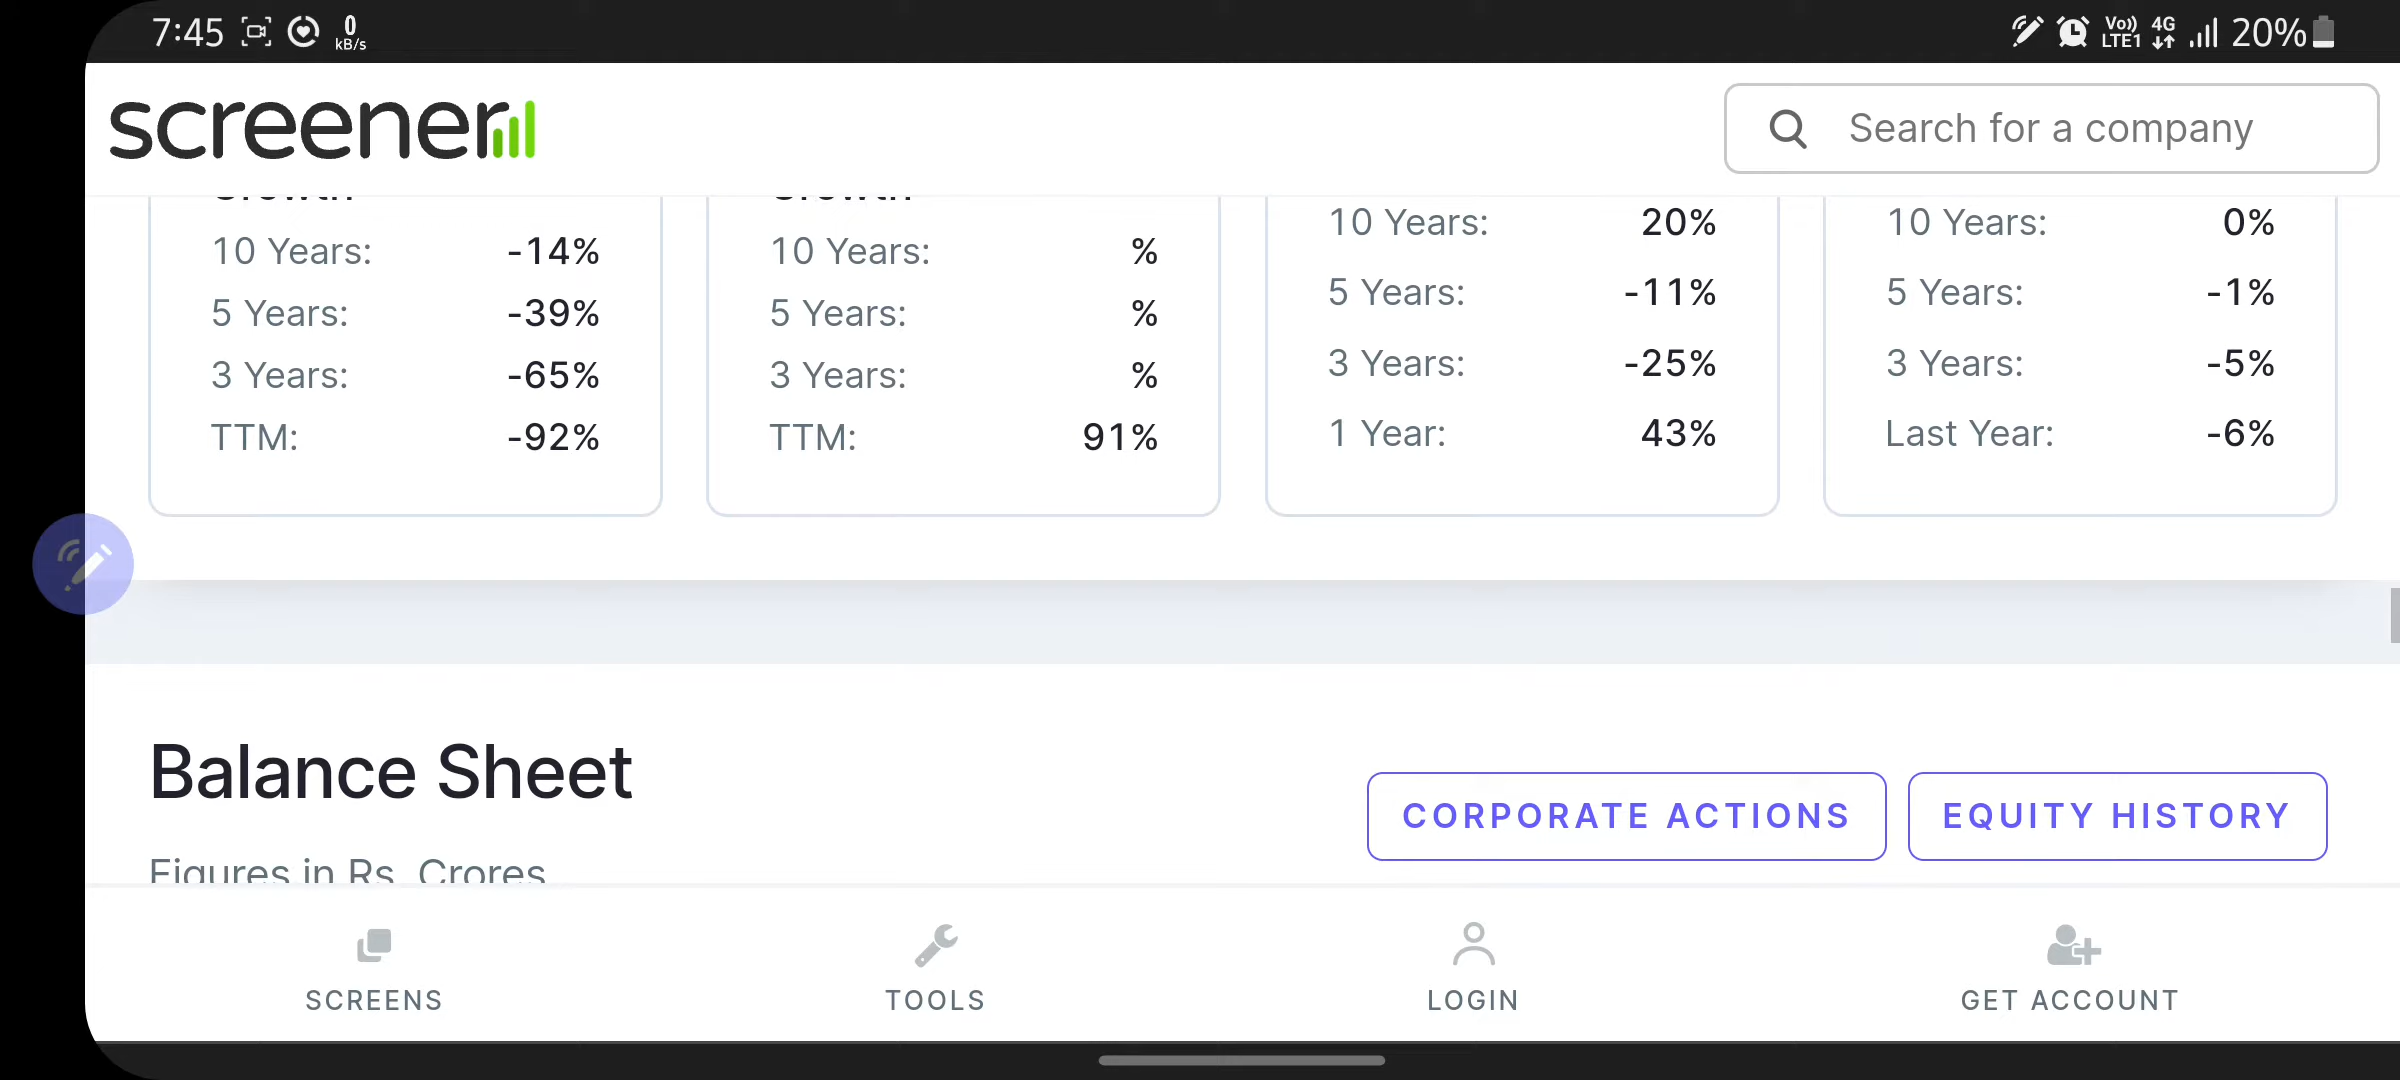 7:45 0 kB/s Vo)) LTE1 4G 20%
screener
Search for a company
Growth Growth
10 Years: -14%
5 Years: -39%
3 Years: -65%
TTM: -92%
10 Years: %
5 Years: %
3 Years: %
TTM: 91%
10 Years: 20%
5 Years: -11%
3 Years: -25%
1 Year: 43%
10 Years: 0%
5 Years: -1%
3 Years: -5%
Last Year: -6%
Balance Sheet
CORPORATE ACTIONS EQUITY HISTORY
Figures in Rs. Crores
SCREENS TOOLS LOGIN GET ACCOUNT